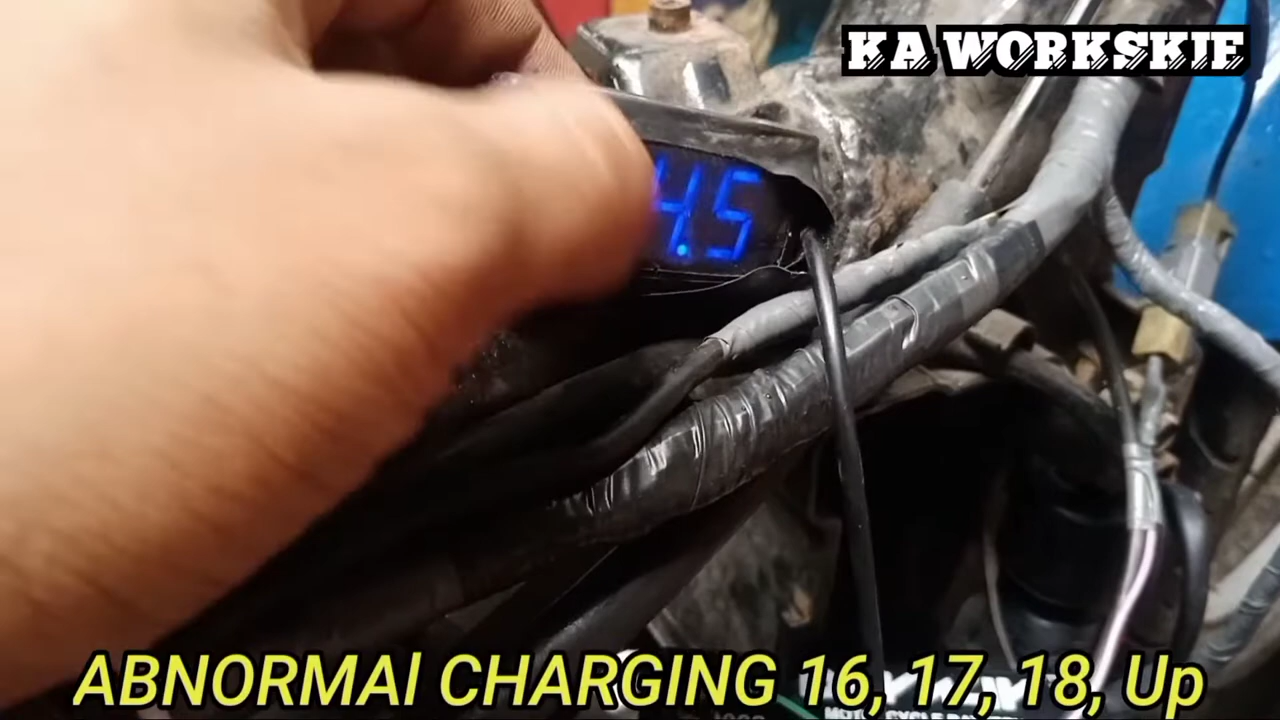 KA WORKSKIE
4.5
ABNORMAl CHARGING 16, 17, 18, Up